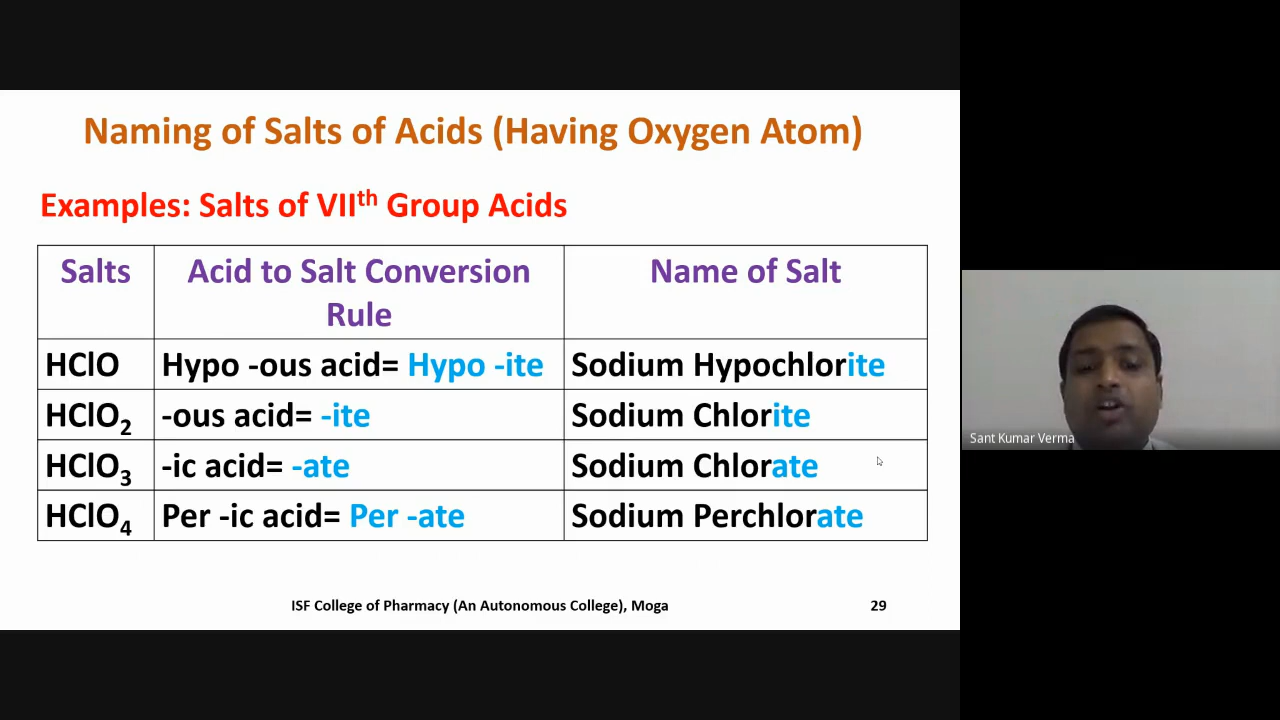 Naming of Salts of Acids (Having Oxygen Atom)
Examples: Salts of VIIth Group Acids
Salts
Acid to Salt Conversion
Rule
Name of Salt
HClO
Hypo -ous acid= Hypo -ite
Sodium Hypochlorite
HClO2
-ous acid= -ite
Sodium Chlorite
HClO3
-ic acid= -ate
Sodium Chlorate
HClO4
Per -ic acid= Per -ate
Sodium Perchlorate
ISF College of Pharmacy (An Autonomous College), Moga
29
Sant Kumar Verma